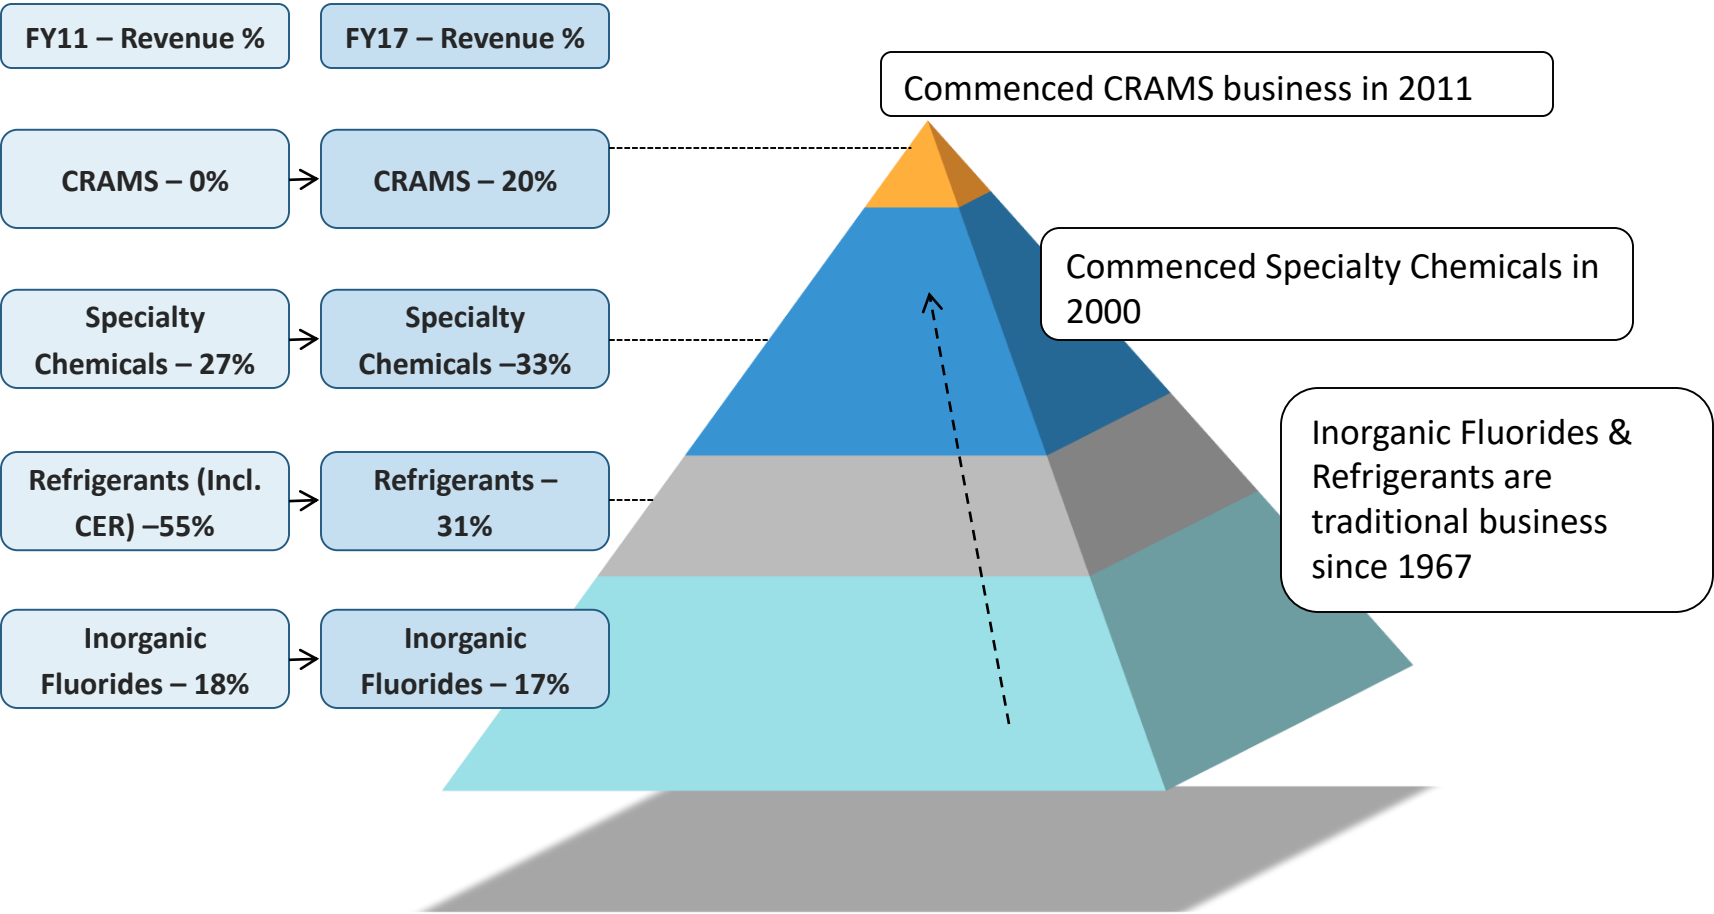 FY11 – Revenue %
FY17 – Revenue %
Commenced CRAMS business in 2011
CRAMS – 0%
CRAMS – 20%
Commenced Specialty Chemicals in
2000
Specialty
Chemicals – 27%
Specialty
Chemicals –33%
Inorganic Fluorides &
Refrigerants are
traditional business
since 1967
Refrigerants (Incl.
CER) –55%
Refrigerants –
31%
Inorganic
Fluorides – 18%
Inorganic
Fluorides – 17%